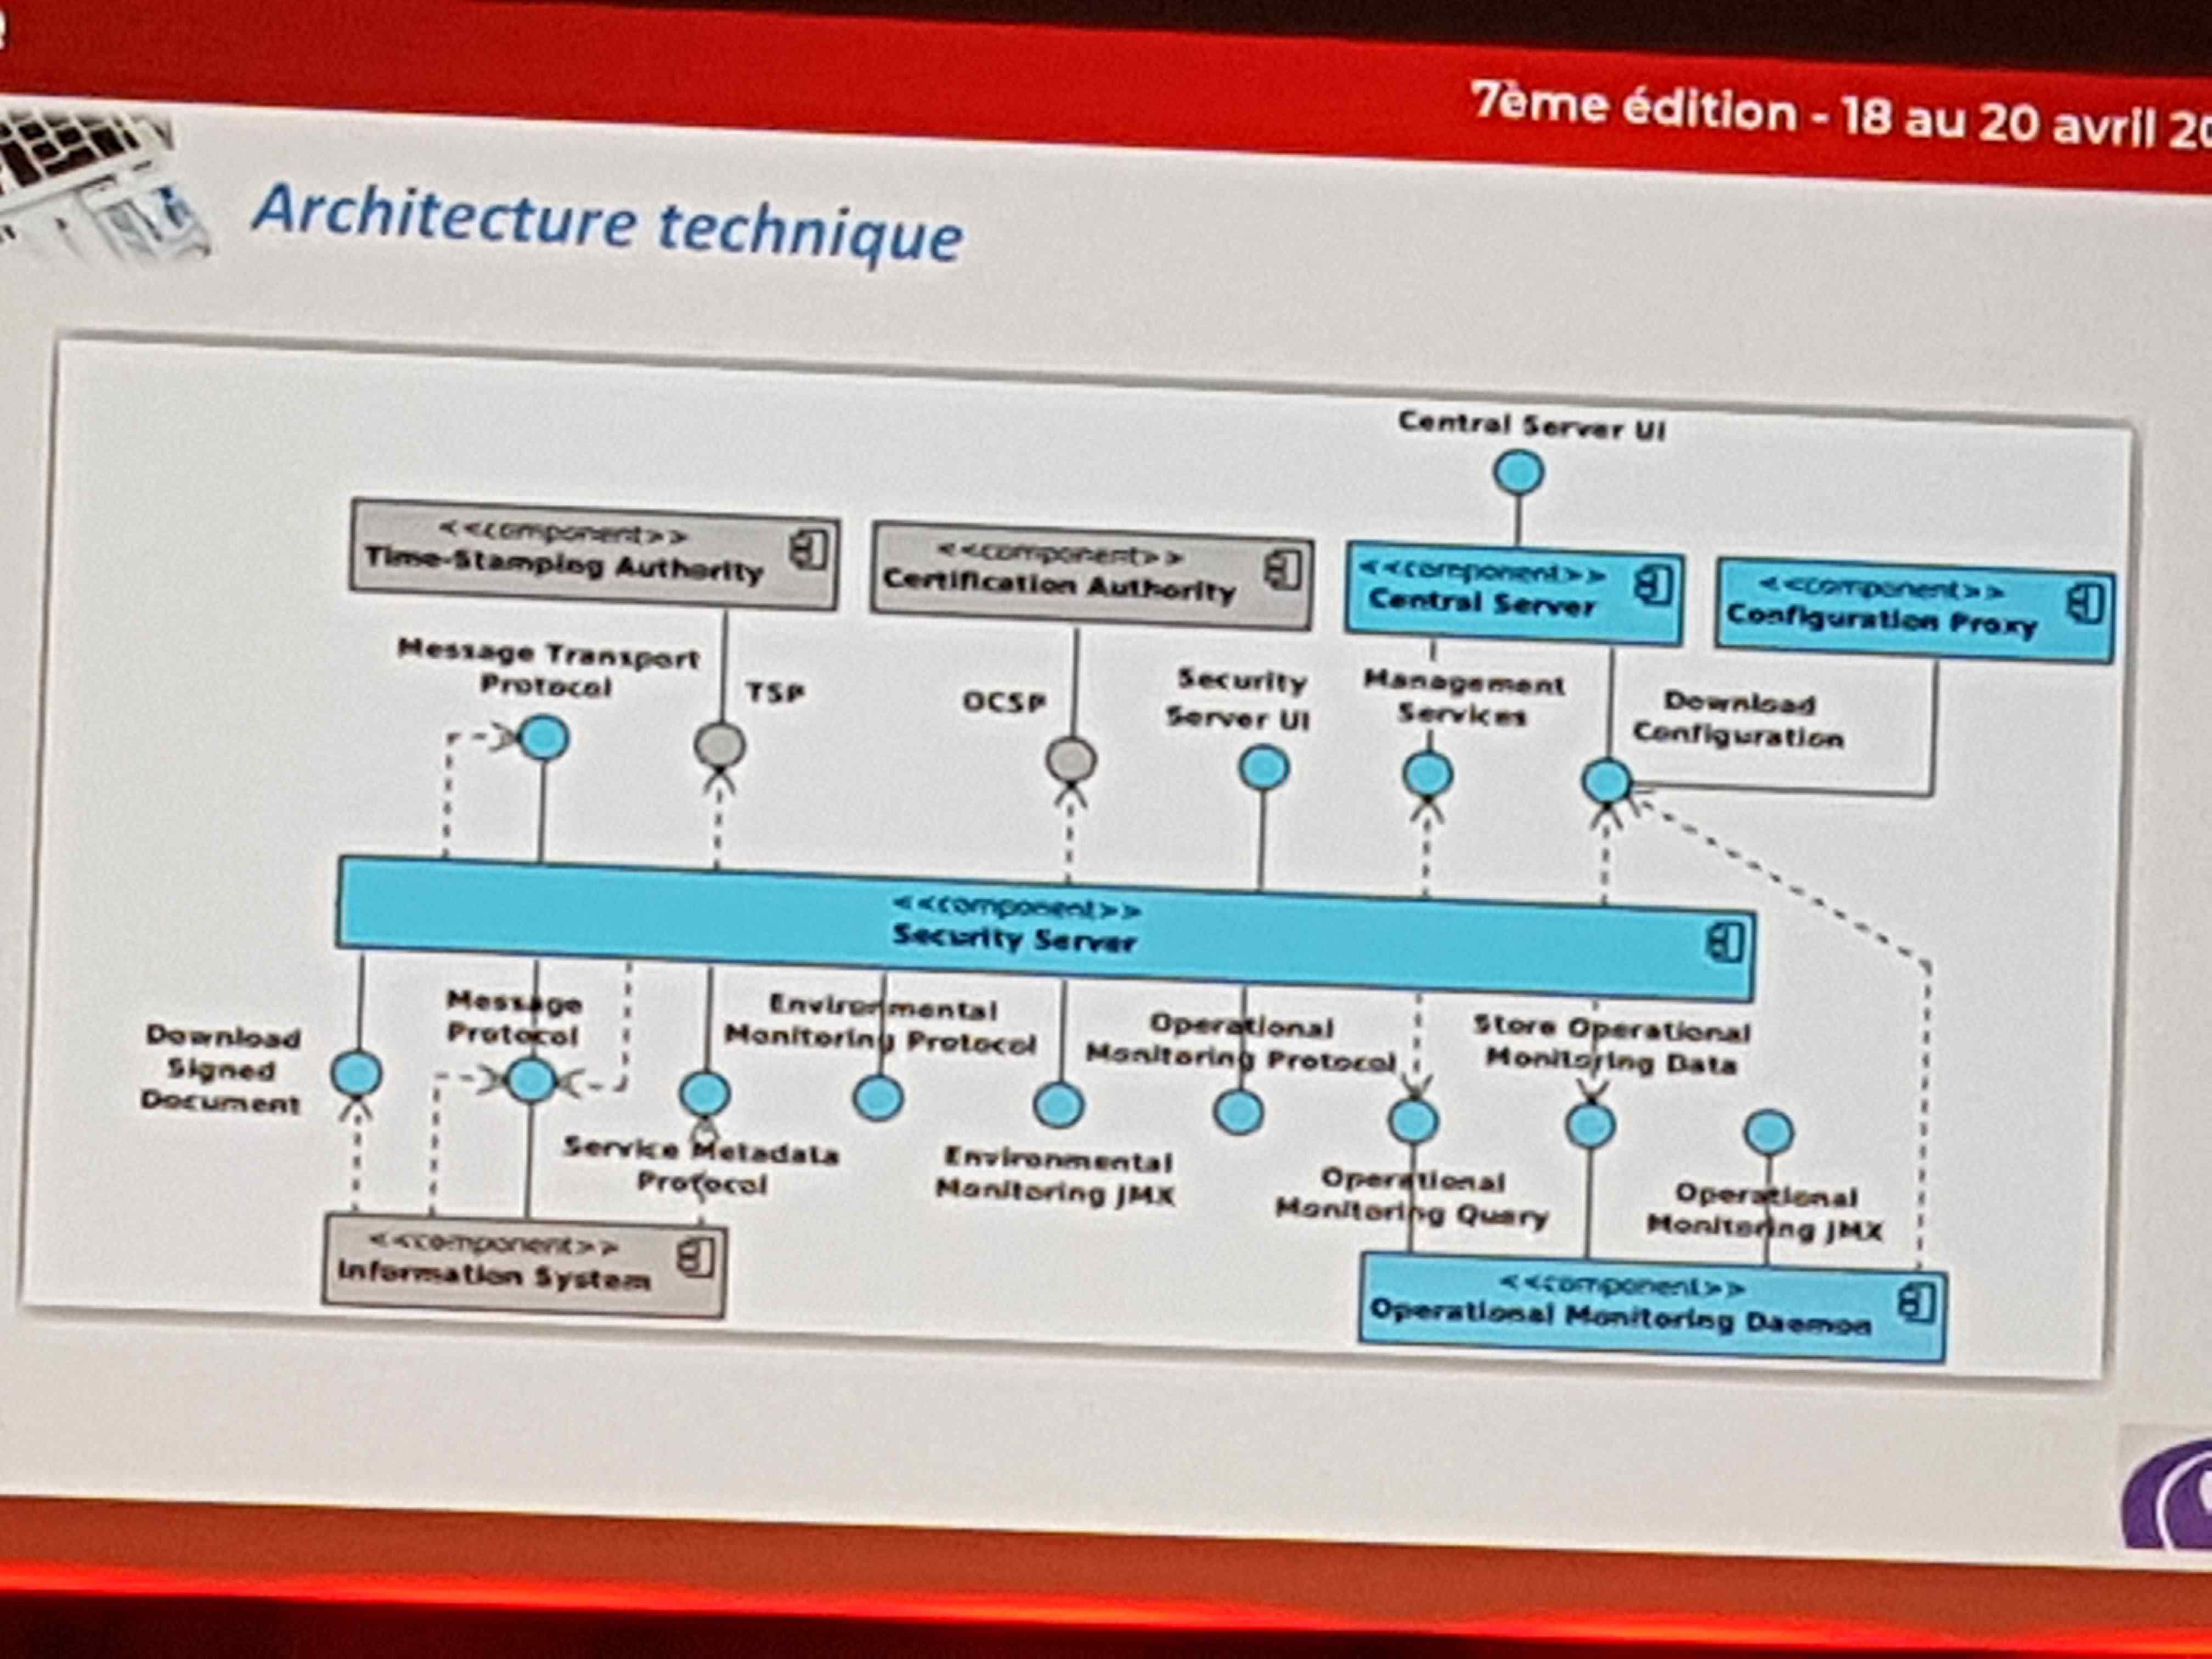 7ème édition - 18 au 20 avril 20
Architecture technique
Central Server UI
<<component>>
Time-Stamping Authority
<<component>>
Certification Authority
<<component>>
Central Server
<<component>>
Configuration Proxy
Message Transport
Protocol
TSP
OCSP
Security
Server UI
Management
Services
Download
Configuration
<<component>>
Security Server
Download
Signed
Document
Message
Protocol
Environmental
Monitoring Protocol
Operational
Monitoring Protocol
Store Operational
Monitoring Data
Service Metadata
Protocol
Environmental
Monitoring JMX
Operational
Monitoring Query
Operational
Monitoring JMX
<<component>>
Information System
<<component>>
Operational Monitoring Daemon